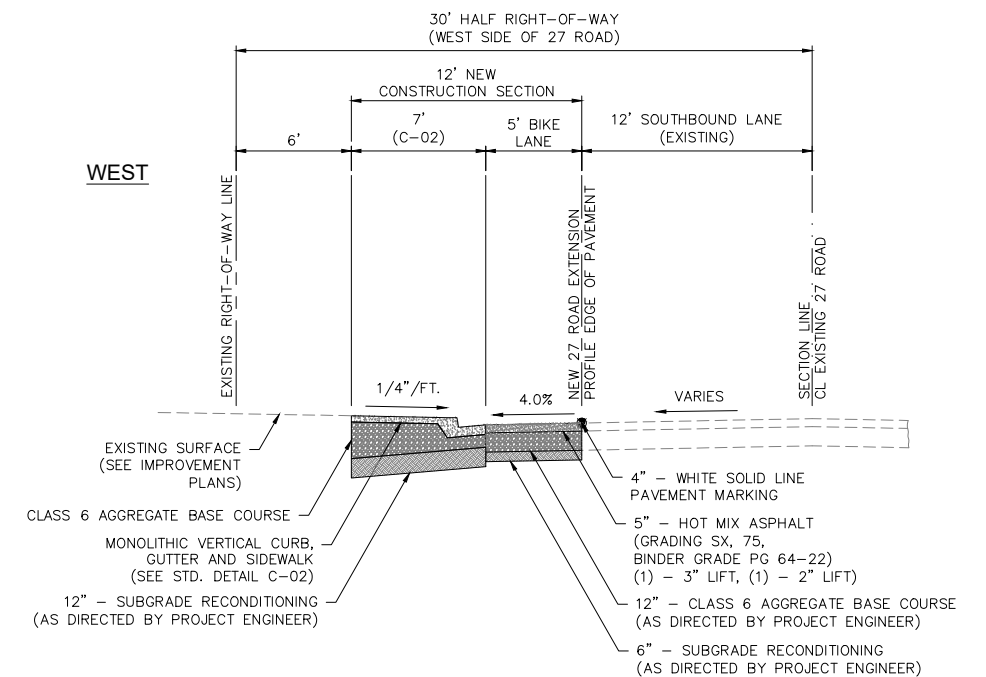 30' HALF RIGHT-OF-WAY
(WEST SIDE OF 27 ROAD)
12' NEW
CONSTRUCTION SECTION
6'
7'
(C-02)
5' BIKE
LANE
12' SOUTHBOUND LANE
(EXISTING)
WEST
EXISTING RIGHT-OF-WAY LINE
NEW 27 ROAD EXTENSION
PROFILE EDGE OF PAVEMENT
SECTION LINE
CL EXISTING 27 ROAD
1/4"/FT.
4.0%
VARIES
EXISTING SURFACE
(SEE IMPROVEMENT
PLANS)
CLASS 6 AGGREGATE BASE COURSE
MONOLITHIC VERTICAL CURB,
GUTTER AND SIDEWALK
(SEE STD. DETAIL C-02)
12" - SUBGRADE RECONDITIONING
(AS DIRECTED BY PROJECT ENGINEER)
4" - WHITE SOLID LINE
PAVEMENT MARKING
5" - HOT MIX ASPHALT
(GRADING SX, 75,
BINDER GRADE PG 64-22)
(1) - 3" LIFT, (1) - 2" LIFT)
12" - CLASS 6 AGGREGATE BASE COURSE
(AS DIRECTED BY PROJECT ENGINEER)
6" - SUBGRADE RECONDITIONING
(AS DIRECTED BY PROJECT ENGINEER)